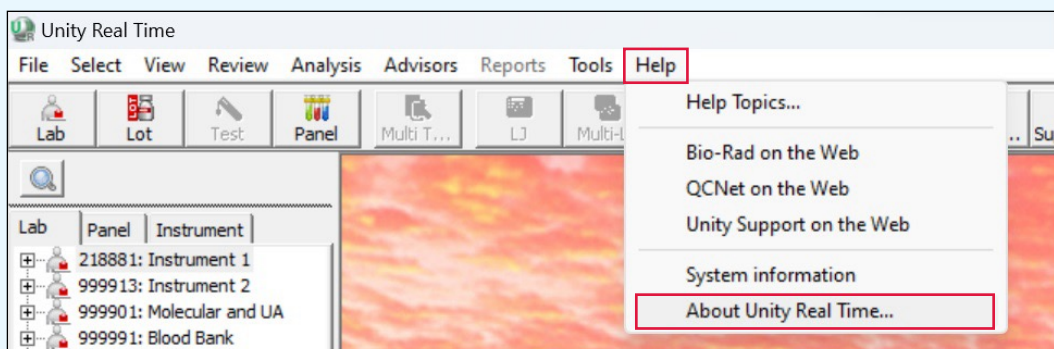 Unity Real Time
File Select View Review Analysis Advisors Reports Tools Help
Lab Lot Test Panel Multi T... LJ
Help Topics...
Bio-Rad on the Web
QCNet on the Web
Unity Support on the Web
System information
About Unity Real Time...
Lab Panel Instrument
218881: Instrument 1
999913: Instrument 2
999901: Molecular and UA
999991: Blood Bank